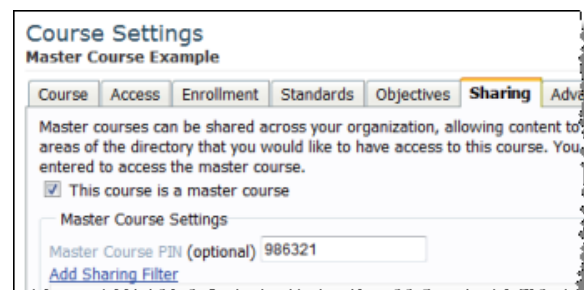 Course Settings
Master Course Example
Course Access Enrollment Standards Objectives Sharing
Master courses can be shared across your organization, allowing content to
areas of the directory that you would like to have access to this course. You
entered to access the master course.
This course is a master course
Master Course Settings
Master Course PIN (optional) 986321
Add Sharing Filter